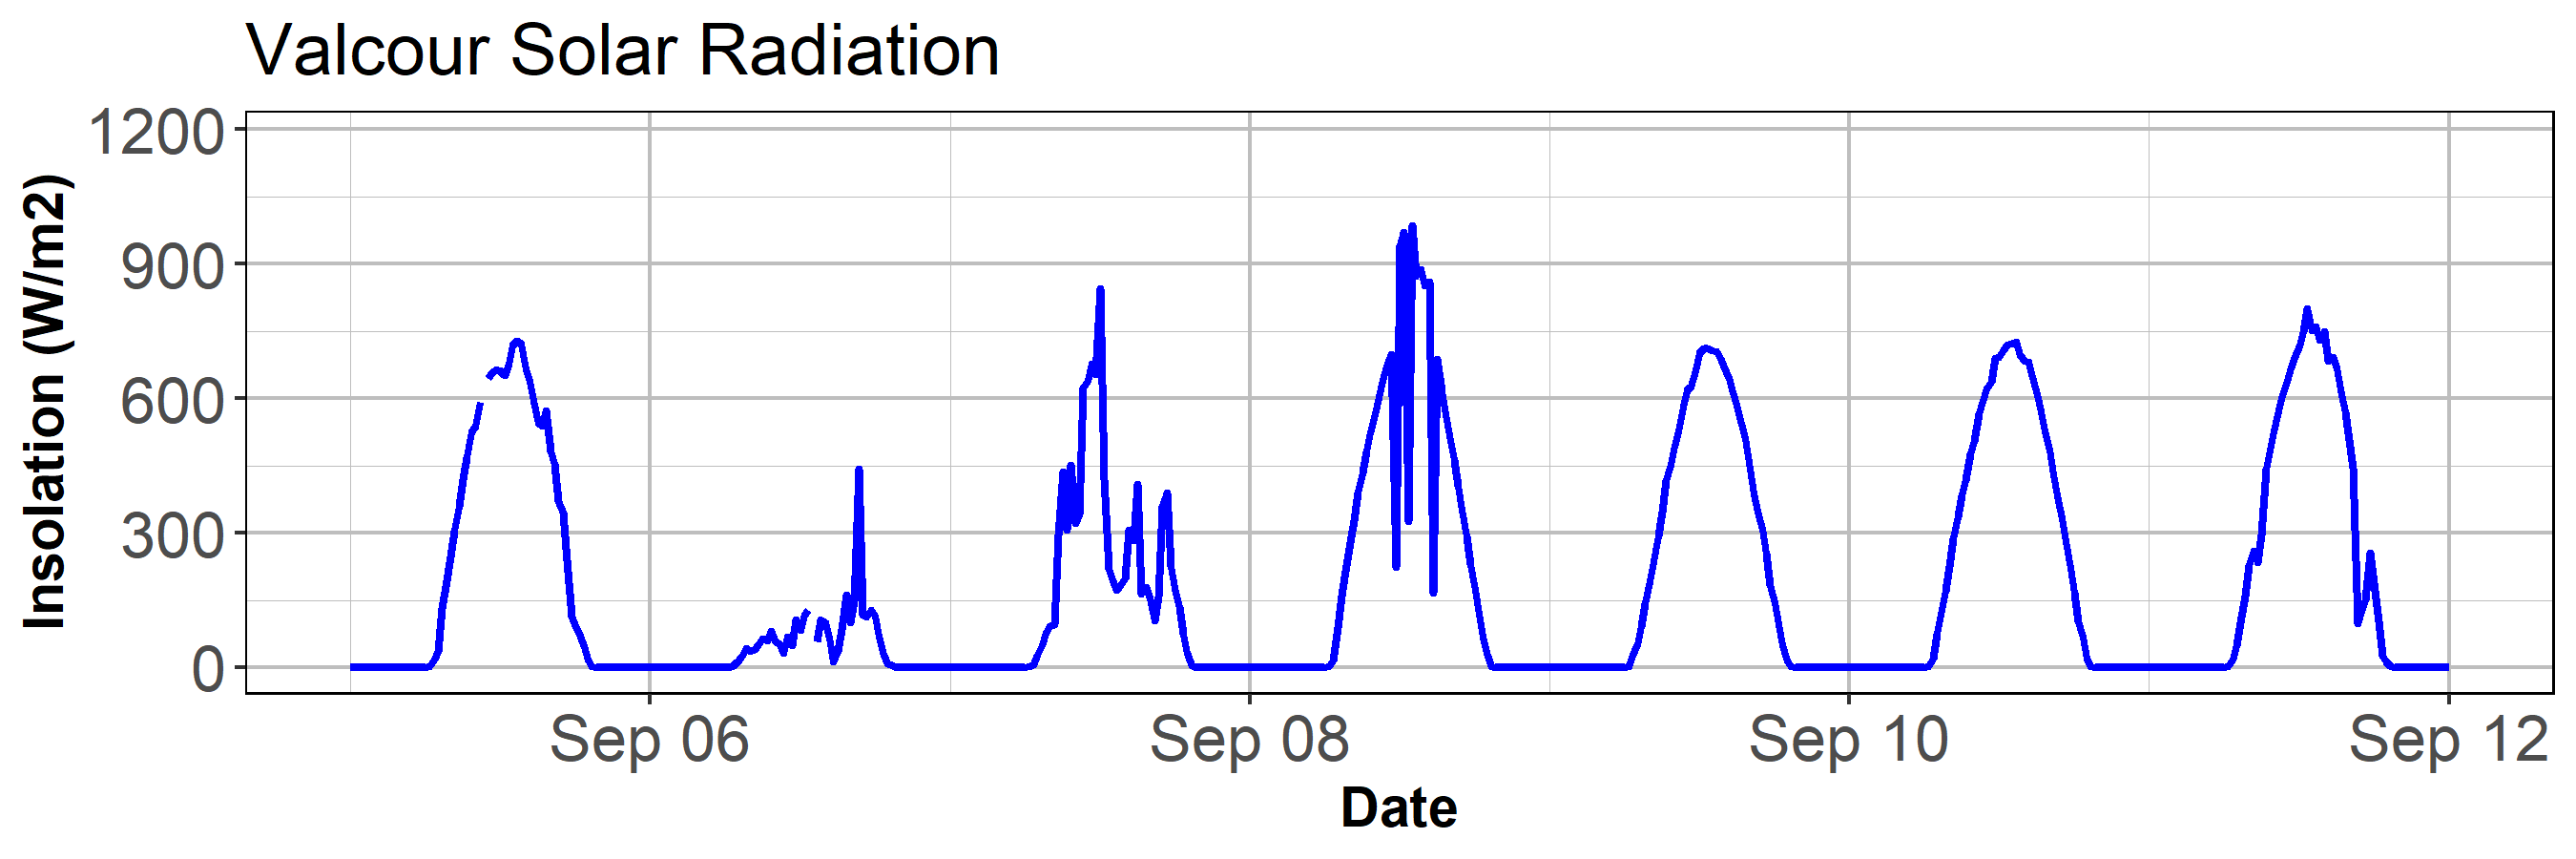 Valcour Solar Radiation
1200
900
600
300
0
Insolation (W/m2)
Sep 06 Sep 08 Sep 10 Sep 12
Date